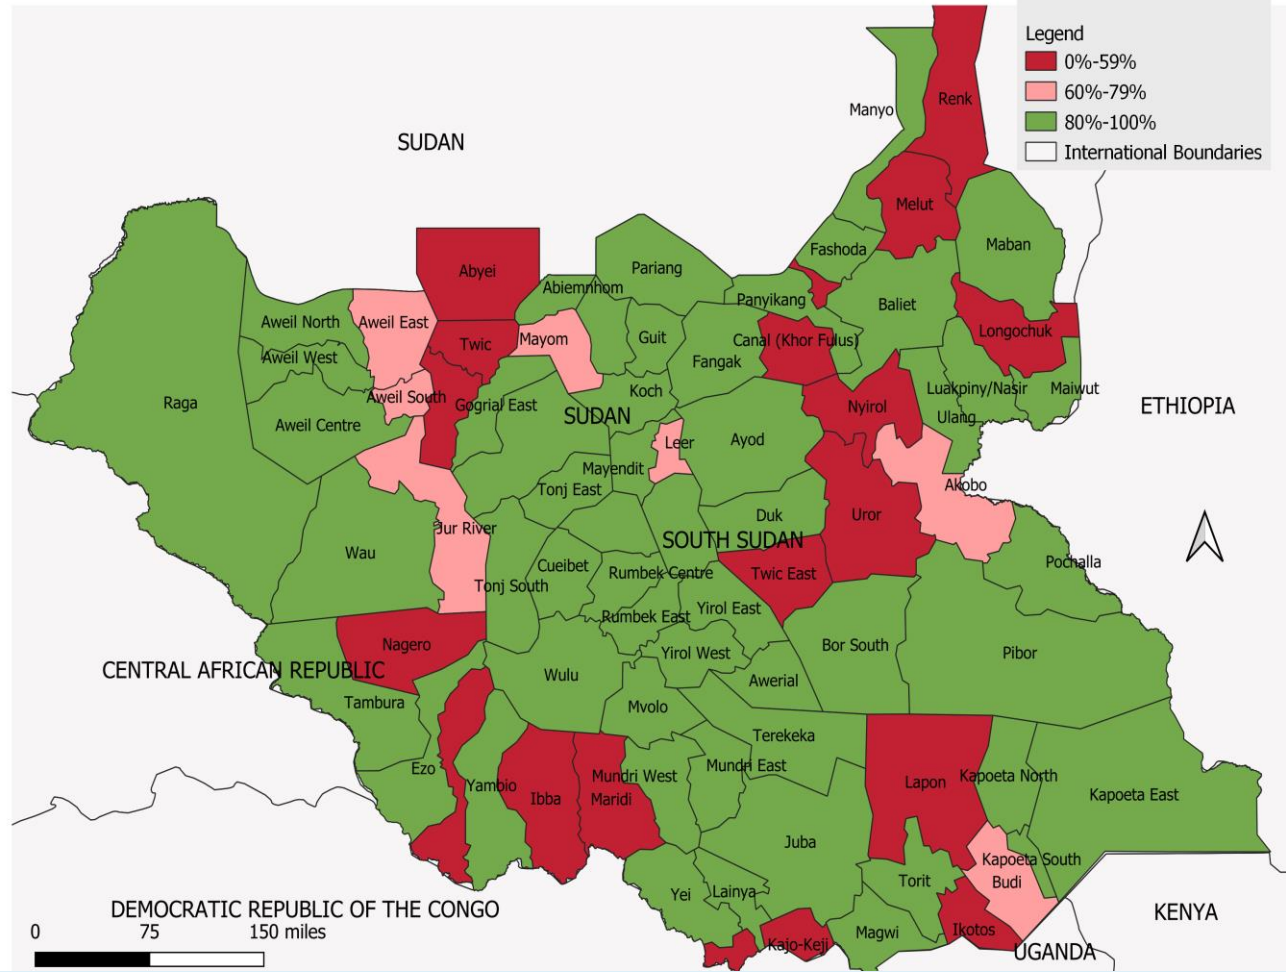 Legend
0%-59%
60%-79%
80%-100%
International Boundaries
Renk
Manyo
SUDAN
Melut
Maban
Fashoda
Pariang
Abyei
Abiemnhom
Panyikang
Baliet
Aweil North
Aweil East
Longochuk
Mayom
Guit
Canal (Khor Fulus)
Twic
Aweil West
Fangak
Koch
Luakpiny/Nasir
Maiwut
Aweil South
Raga
Gogrial East
Nyirol
ETHIOPIA
SUDAN
Ulang
Aweil Centre
Leer
Ayod
Mayendit
Akobo
Tonj East
Duk
Uror
Jur River
SOUTH SUDAN
Wau
Pochalla
Cueibet
Rumbek Centre
Twic East
Tonj South
Yirol East
Rumbek East
Nagero
Bor South
Yirol West
Pibor
CENTRAL AFRICAN REPUBLIC
Wulu
Awerial
Tambura
Mvolo
Terekeka
Ezo
Mundri East
Mundri West
Kapoeta North
Yambio
Lapon
Kapoeta East
Ibba
Maridi
Juba
Kapoeta South
Torit
Budi
Yei
Lainya
DEMOCRATIC REPUBLIC OF THE CONGO
KENYA
0 75 150 miles
Magwi
Ikotos
Kajo-Keji
UGANDA